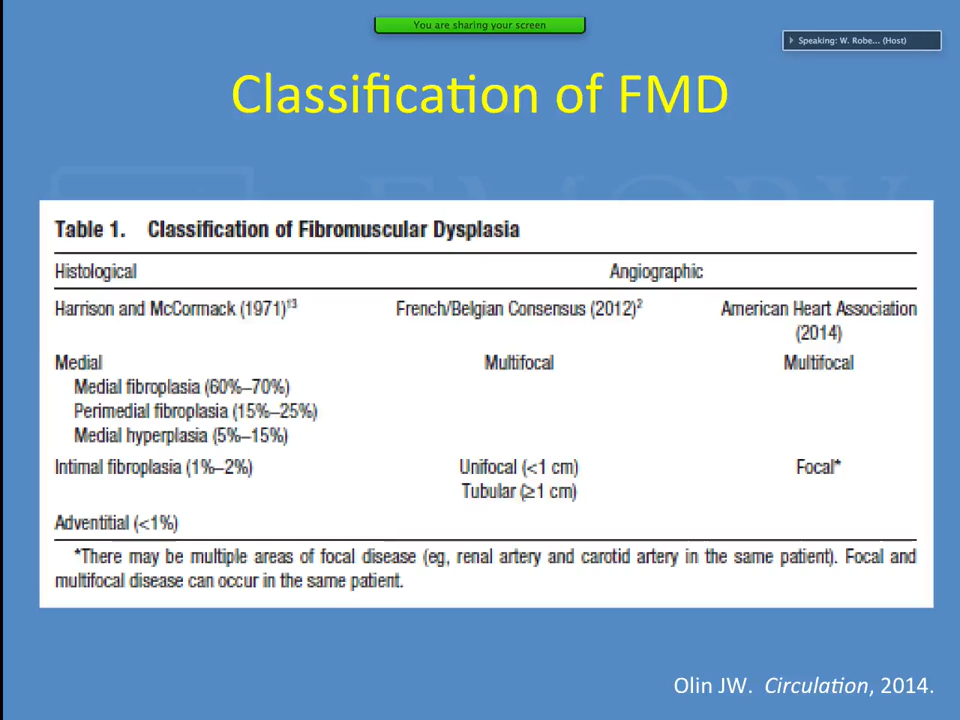 You are sharing your screen
Speaking: W. Robe... (Host)
Classification of FMD
EMORY
Table 1. Classification of Fibromuscular Dysplasia
Histological Angiographic
Harrison and McCormack (1971)13 French/Belgian Consensus (2012)2 American Heart Association
(2014)
Medial Multifocal Multifocal
Medial fibroplasia (60%–70%)
Perimedial fibroplasia (15%–25%)
Medial hyperplasia (5%–15%)
Intimal fibroplasia (1%–2%) Unifocal (<1 cm) Focal*
Tubular (≥1 cm)
Adventitial (<1%)
*There may be multiple areas of focal disease (eg, renal artery and carotid artery in the same patient). Focal and
multifocal disease can occur in the same patient.
Olin JW. Circulation, 2014.